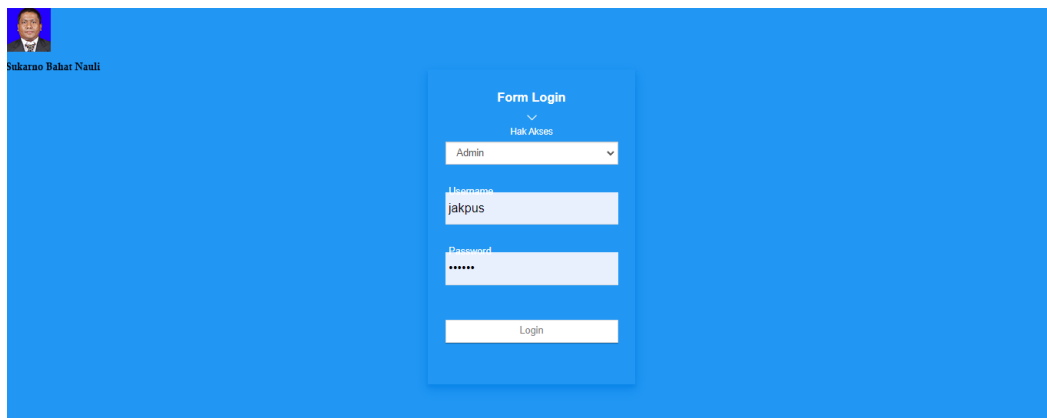 Sukarno Bahat Nauli
Form Login
Hak Akses
Admin
Username
jakpus
Password
••••••
Login